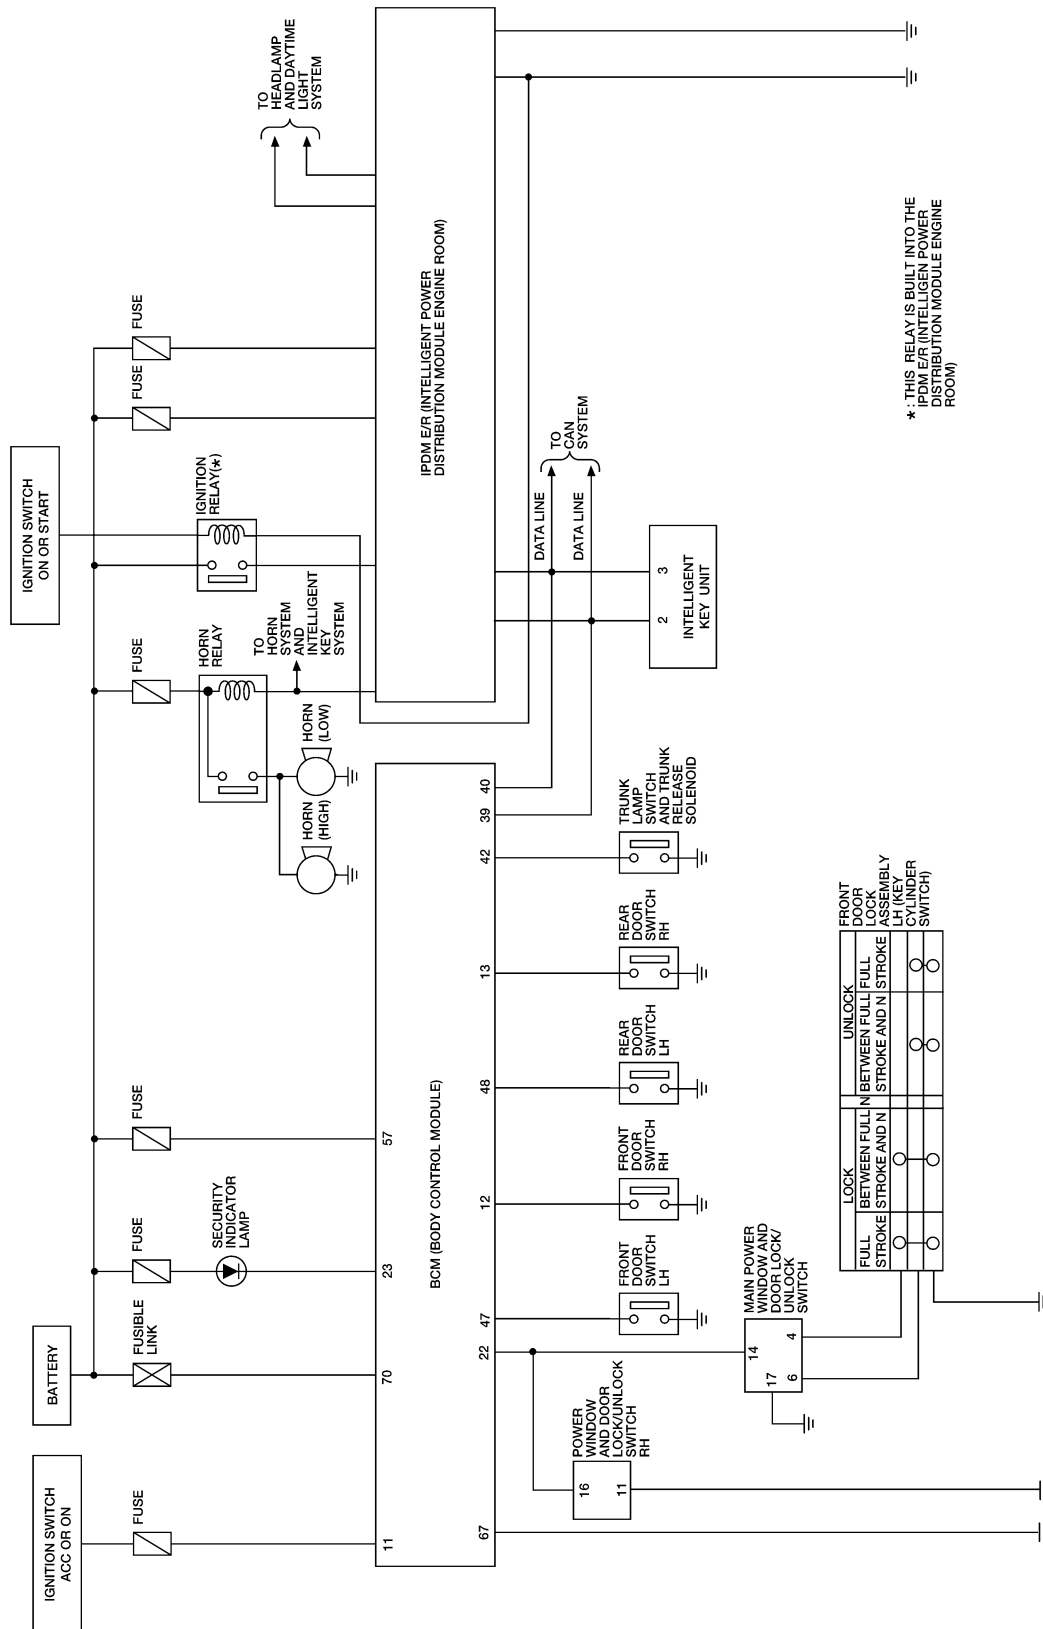 IGNITION SWITCH
ACC OR ON
BATTERY
IGNITION SWITCH
ON OR START
FUSE
FUSIBLE
LINK
FUSE
SECURITY
INDICATOR
LAMP
FUSE
FUSE
HORN
RELAY
HORN
(HIGH)
HORN
(LOW)
TO
HORN
SYSTEM
AND
INTELLIGENT
KEY
SYSTEM
IGNITION
RELAY(*)
FUSE
FUSE
TO
HEADLAMP
AND DAYTIME
LIGHT
SYSTEM
11
70
23
57
BCM (BODY CONTROL MODULE)
67
22
47
12
48
13
42
39
40
IPDM E/R (INTELLIGENT POWER
DISTRIBUTION MODULE ENGINE ROOM)
DATA LINE
DATA LINE
TO
CAN
SYSTEM
2
3
INTELLIGENT
KEY UNIT
POWER
WINDOW
AND DOOR
LOCK/UNLOCK
SWITCH
RH
16
11
FRONT
DOOR
SWITCH
LH
FRONT
DOOR
SWITCH
RH
REAR
DOOR
SWITCH
LH
REAR
DOOR
SWITCH
RH
TRUNK
LAMP
SWITCH
AND TRUNK
RELEASE
SOLENOID
MAIN POWER
WINDOW AND
DOOR LOCK/
UNLOCK
SWITCH
14
17
6
4
LOCK
UNLOCK
FULL
STROKE
BETWEEN FULL
STROKE AND N
N
BETWEEN FULL
STROKE AND N
FULL
STROKE
FRONT
DOOR
LOCK
ASSEMBLY
LH (KEY
CYLINDER
SWITCH)
* : THIS RELAY IS BUILT INTO THE
IPDM E/R (INTELLIGEN POWER
DISTRIBUTION MODULE ENGINE
ROOM)